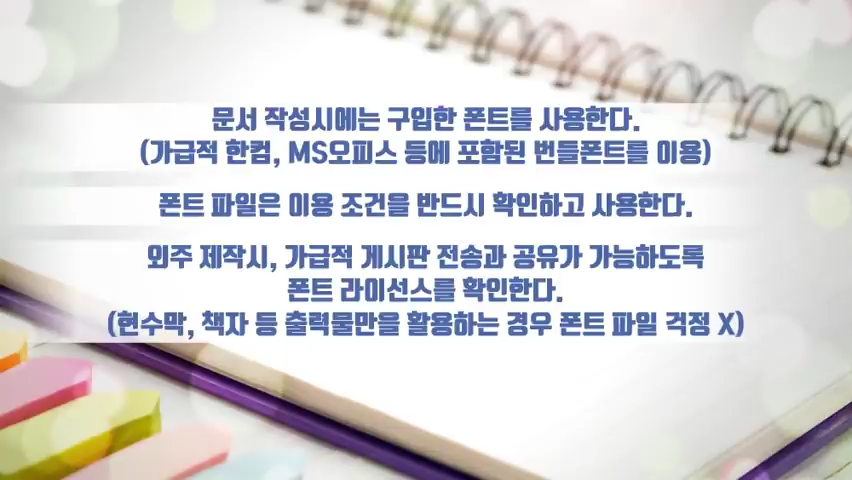 문서 작성시에는 구입한 폰트를 사용한다.
(가급적 한컴, MS오피스 등에 포함된 번들폰트를 이용)
폰트 파일은 이용 조건을 반드시 확인하고 사용한다.
외주 제작시, 가급적 게시판 전송과 공유가 가능하도록
폰트 라이선스를 확인한다.
(현수막, 책자 등 출력물만을 활용하는 경우 폰트 파일 걱정 X)